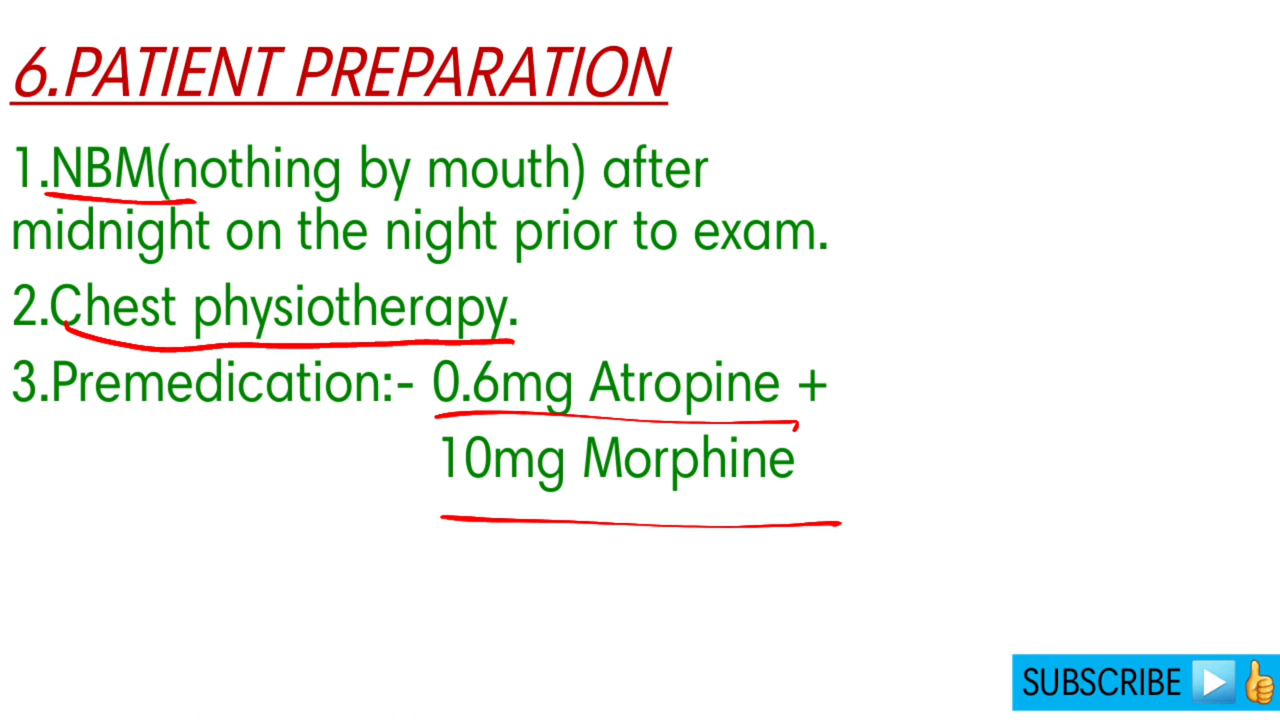 6.PATIENT PREPARATION
1.NBM(nothing by mouth) after
midnight on the night prior to exam.
2.Chest physiotherapy.
3.Premedication:- 0.6mg Atropine +
10mg Morphine
SUBSCRIBE